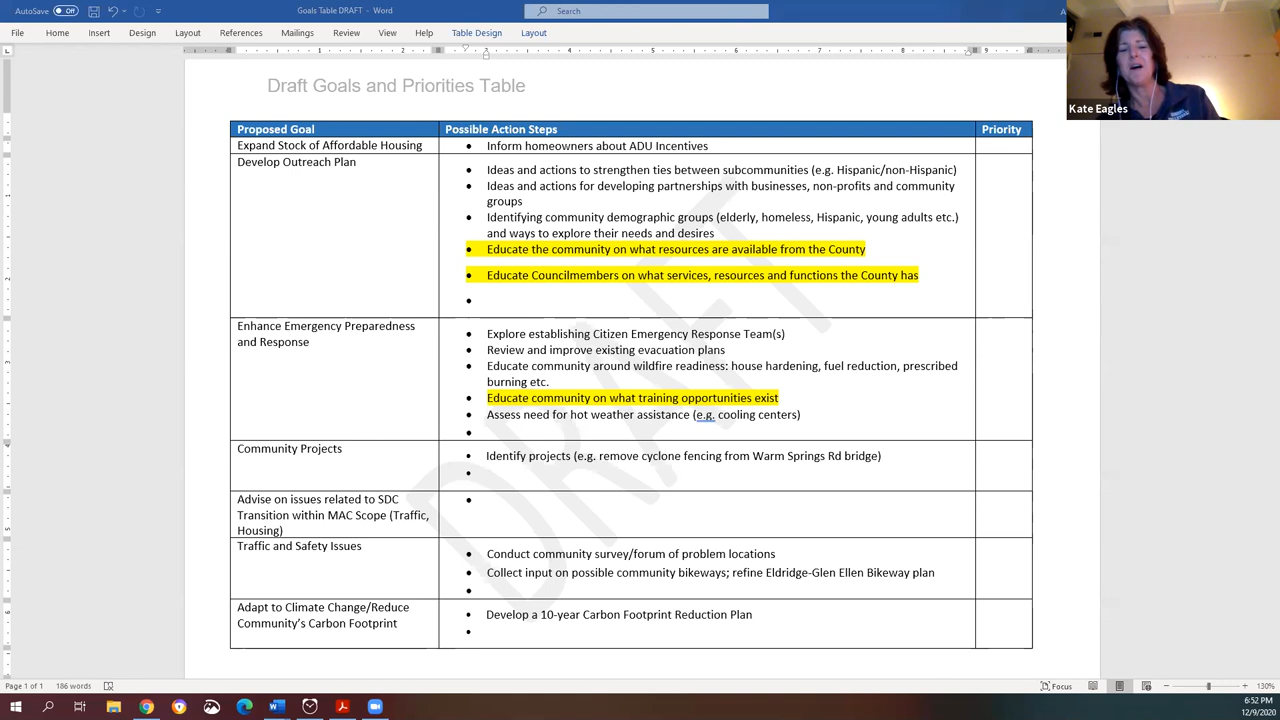 AutoSave Off
Goals Table DRAFT - Word
Search
File Home Insert Design Layout References Mailings Review View Help Table Design Layout
Kate Eagles
Draft Goals and Priorities Table
Proposed Goal Possible Action Steps Priority
Expand Stock of Affordable Housing
• Inform homeowners about ADU Incentives
Develop Outreach Plan
• Ideas and actions to strengthen ties between subcommunities (e.g. Hispanic/non-Hispanic)
• Ideas and actions for developing partnerships with businesses, non-profits and community
groups
• Identifying community demographic groups (elderly, homeless, Hispanic, young adults etc.)
and ways to explore their needs and desires
• Educate the community on what resources are available from the County
• Educate Councilmembers on what services, resources and functions the County has
•
Enhance Emergency Preparedness
and Response
• Explore establishing Citizen Emergency Response Team(s)
• Review and improve existing evacuation plans
• Educate community around wildfire readiness: house hardening, fuel reduction, prescribed
burning etc.
• Educate community on what training opportunities exist
• Assess need for hot weather assistance (e.g. cooling centers)
•
Community Projects
• Identify projects (e.g. remove cyclone fencing from Warm Springs Rd bridge)
•
Advise on issues related to SDC
Transition within MAC Scope (Traffic,
Housing)
•
Traffic and Safety Issues
• Conduct community survey/forum of problem locations
• Collect input on possible community bikeways; refine Eldridge-Glen Ellen Bikeway plan
•
Adapt to Climate Change/Reduce
Community's Carbon Footprint
• Develop a 10-year Carbon Footprint Reduction Plan
•
DRAFT
Page 1 of 1 186 words
Focus
130%
6:52 PM
12/9/2020